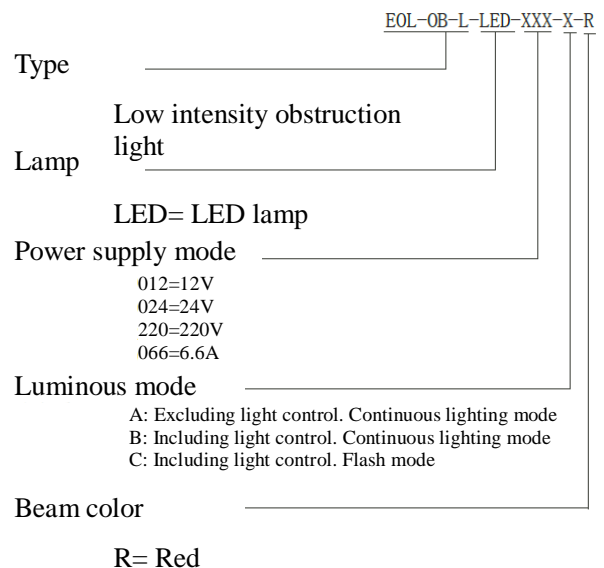 EOL-OB-L-LED-XXX-X-R
Type
Low intensity obstruction
light
Lamp
LED= LED lamp
Power supply mode
012=12V
024=24V
220=220V
066=6.6A
Luminous mode
A: Excluding light control. Continuous lighting mode
B: Including light control. Continuous lighting mode
C: Including light control. Flash mode
Beam color
R= Red